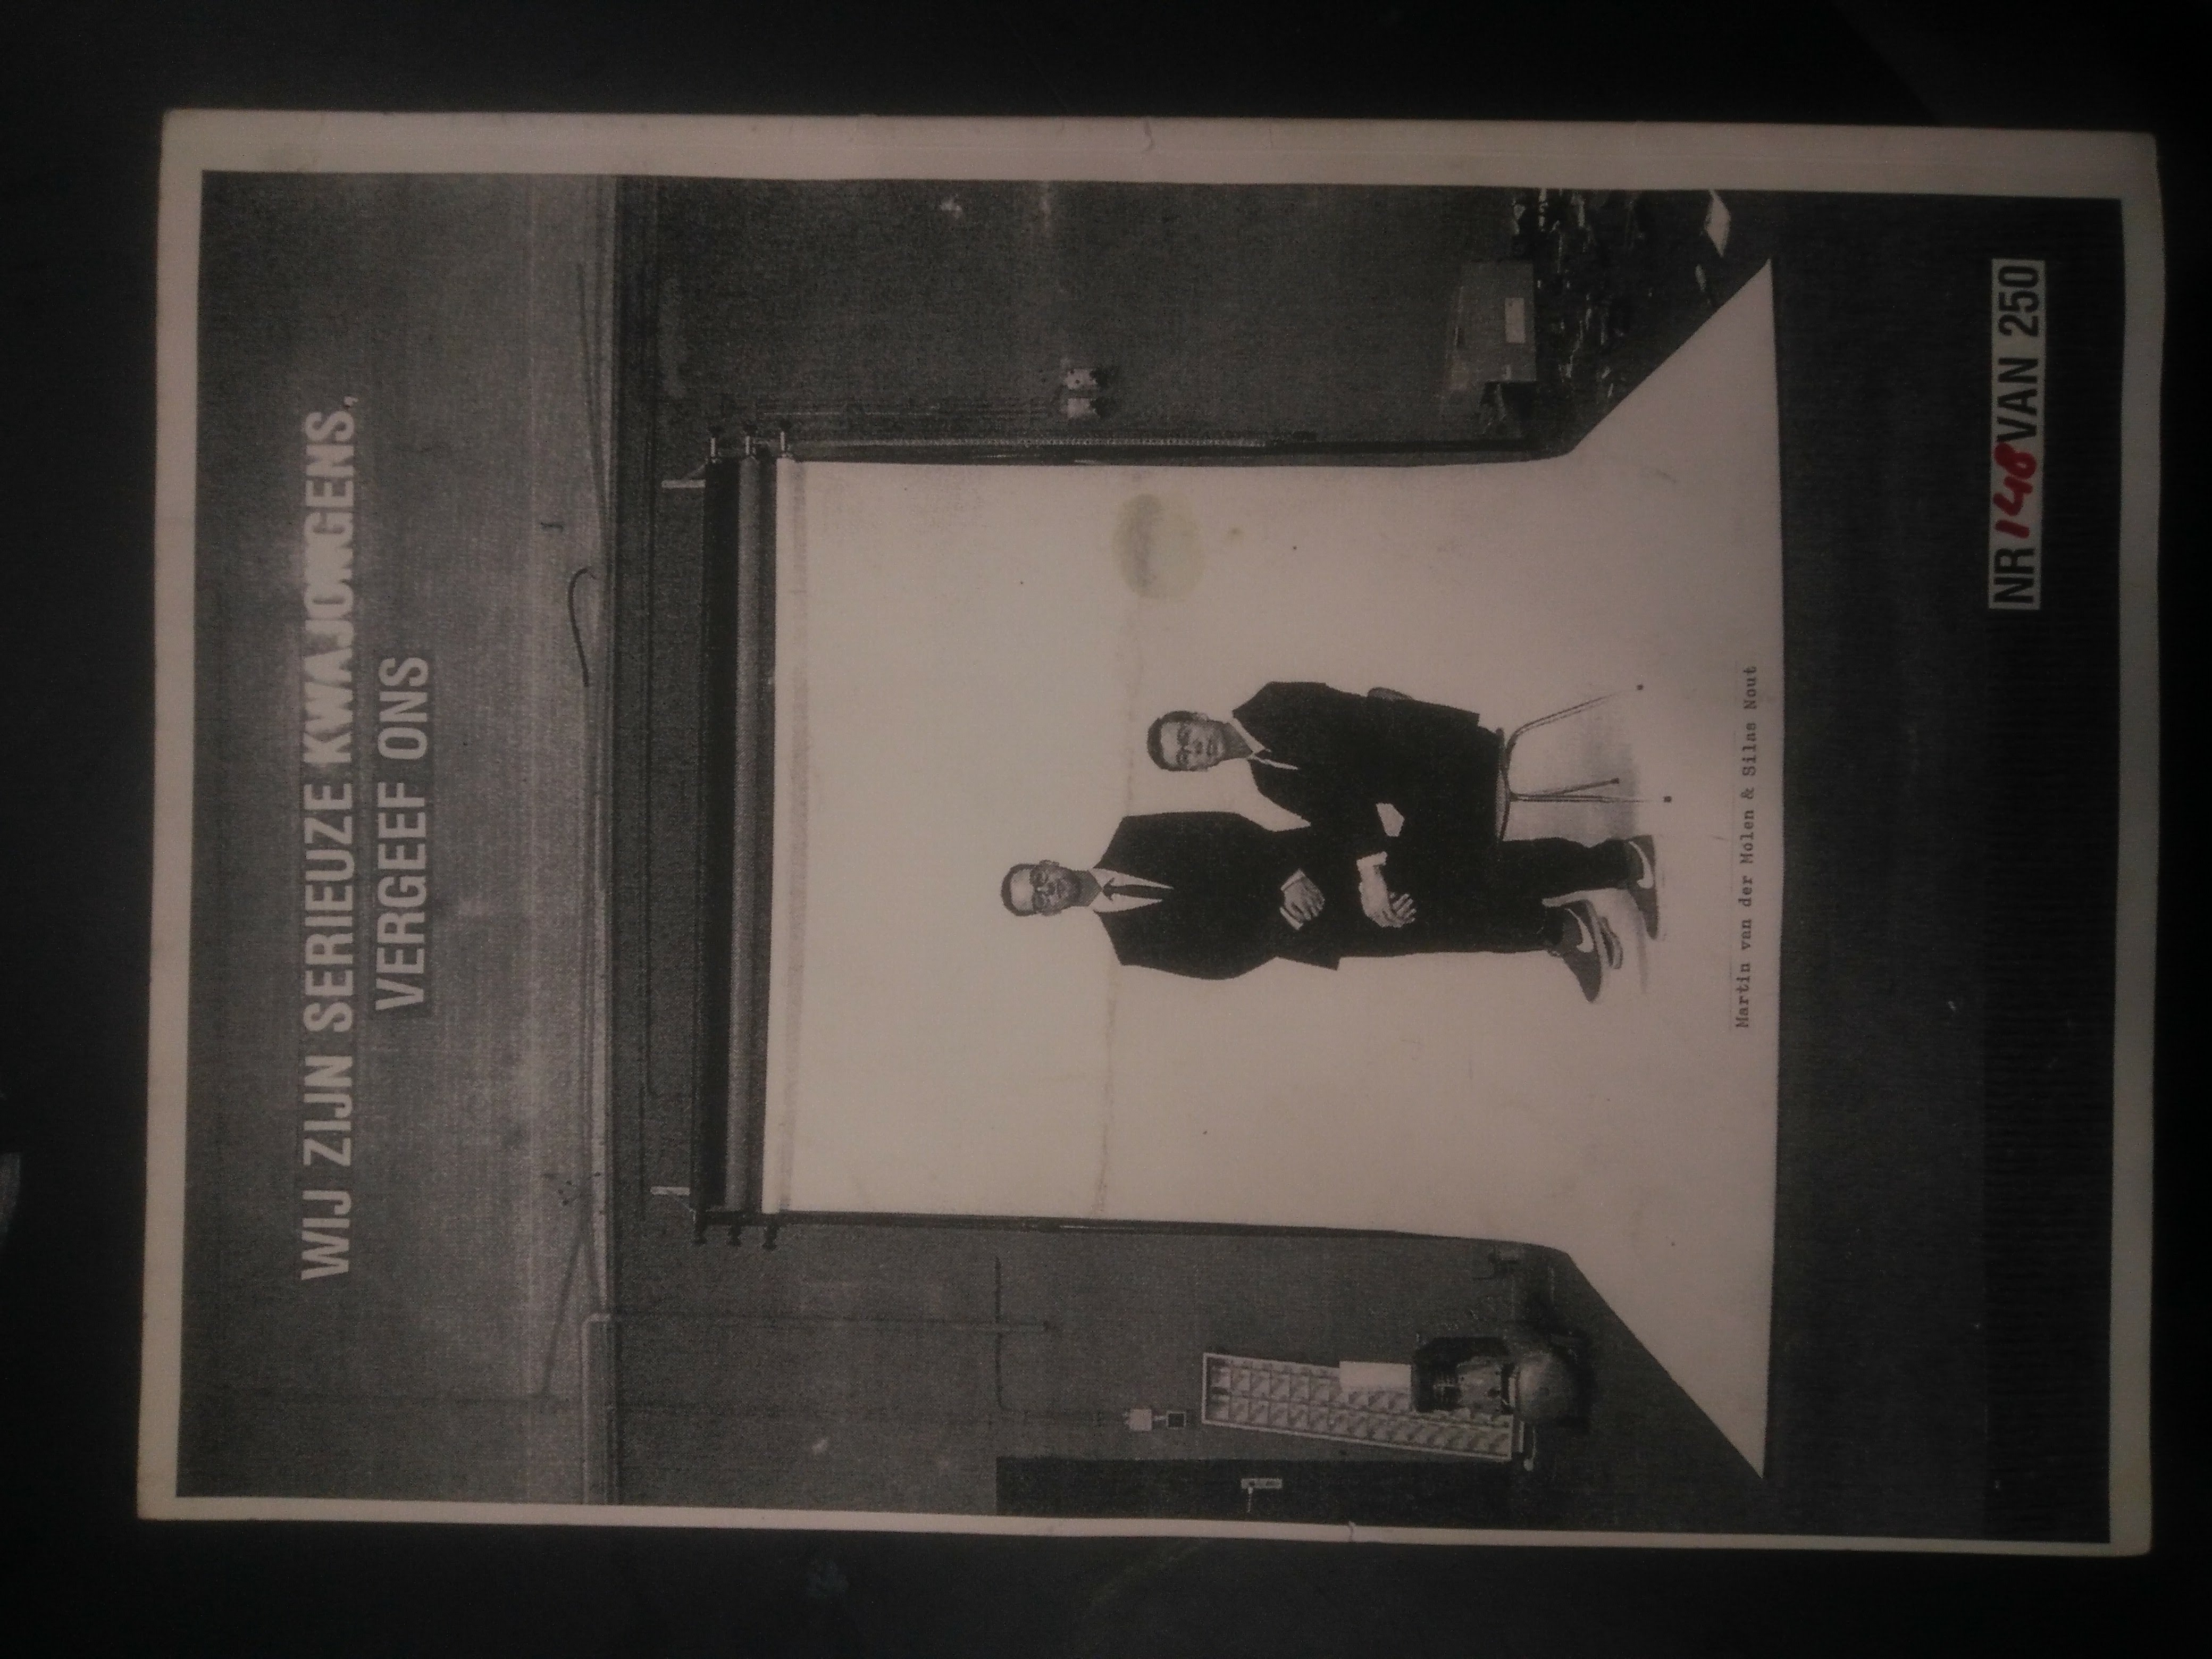 WIJ ZIJN SERIEUZE KWAJONGENS,
VERGEEF ONS
Martin van der Molen & Silas Nout
NR 148 VAN 250